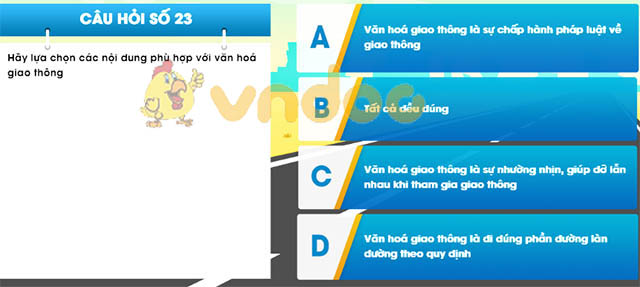 CÂU HỎI SỐ 23
Hãy lựa chọn các nội dung phù hợp với văn hoá
giao thông
vndoc
A
Văn hoá giao thông là sự chấp hành pháp luật về
giao thông
B
Tất cả đều đúng
C
Văn hoá giao thông là sự nhường nhịn, giúp đỡ lẫn
nhau khi tham gia giao thông
D
Văn hoá giao thông là đi đúng phần đường làn
đường theo quy định